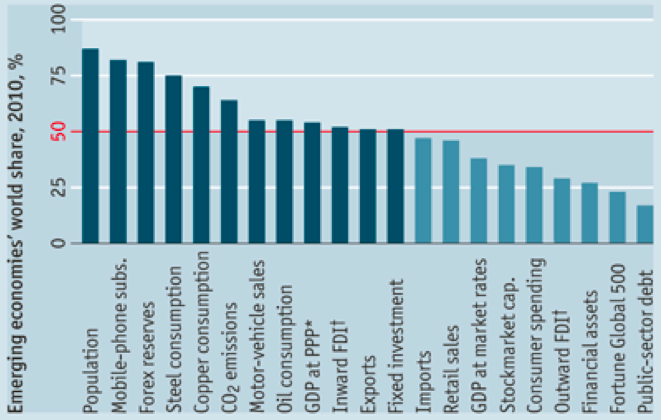 Emerging economies' world share, 2010, %
100
75
50
25
0
Population
Mobile-phone subs.
Forex reserves
Steel consumption
Copper consumption
CO2 emissions
Motor-vehicle sales
Oil consumption
GDP at PPP*
Inward FDI†
Exports
Fixed investment
Imports
Retail sales
GDP at market rates
Stockmarket cap.
Consumer spending
Outward FDI†
Financial assets
Fortune Global 500
Public-sector debt